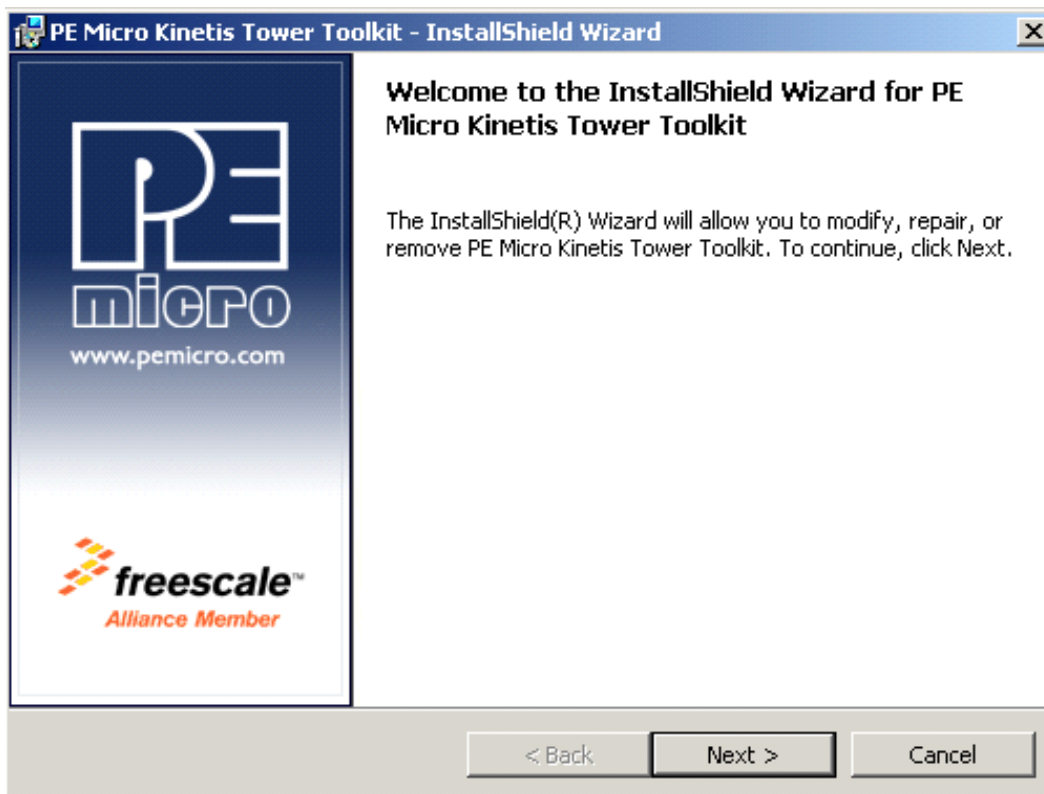 PE Micro Kinetis Tower Toolkit - InstallShield Wizard
PE
micro
www.pemicro.com
freescale™
Alliance Member
Welcome to the InstallShield Wizard for PE
Micro Kinetis Tower Toolkit
The InstallShield(R) Wizard will allow you to modify, repair, or
remove PE Micro Kinetis Tower Toolkit. To continue, click Next.
< Back
Next >
Cancel